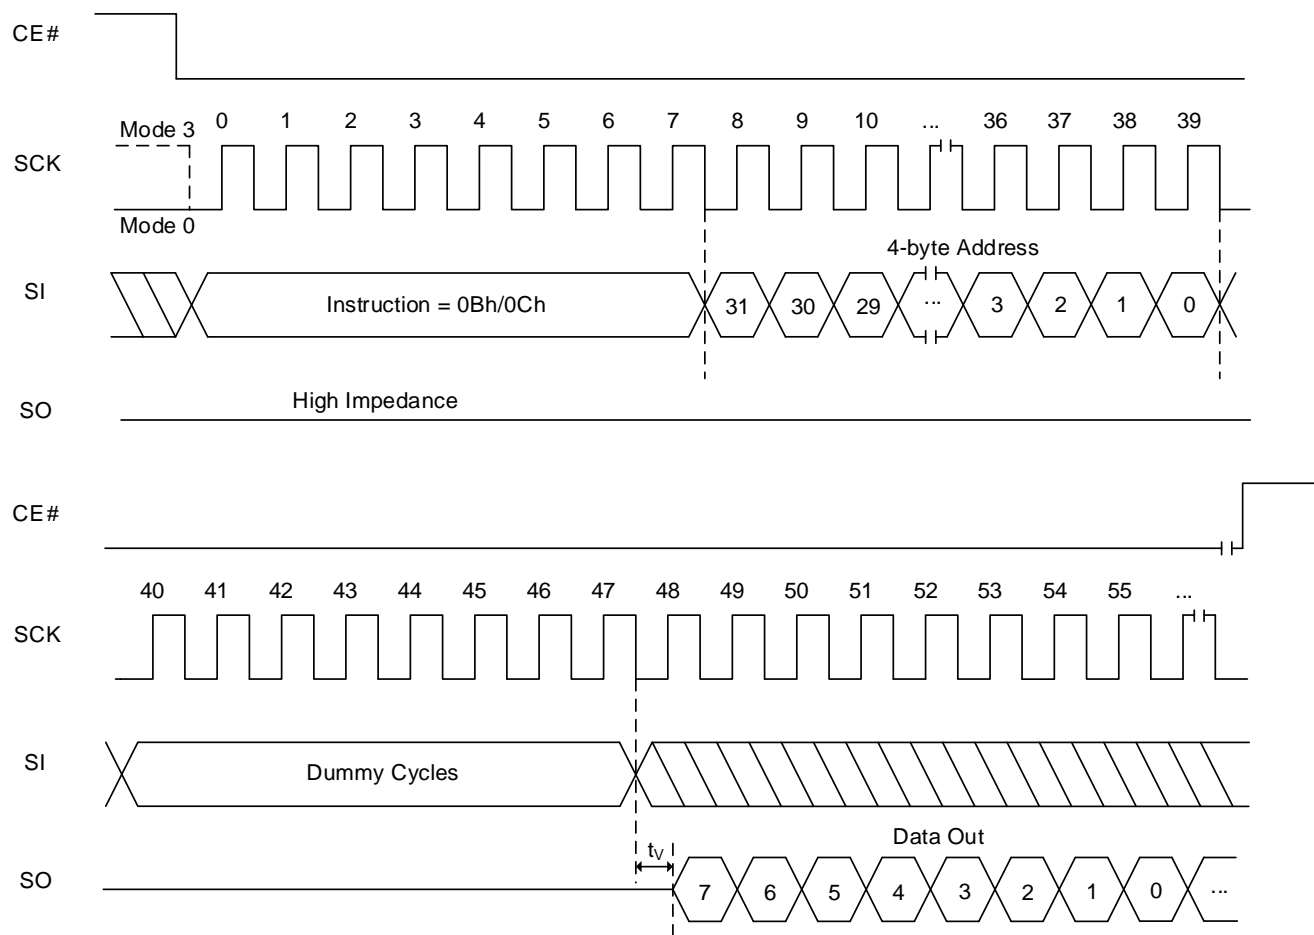 CE#
Mode 3 0 1 2 3 4 5 6 7 8 9 10 ... 36 37 38 39
SCK
Mode 0
4-byte Address
SI Instruction = 0Bh/0Ch 31 30 29 ... 3 2 1 0
High Impedance
SO
CE#
40 41 42 43 44 45 46 47 48 49 50 51 52 53 54 55 ...
SCK
SI Dummy Cycles
Data Out
tV
SO 7 6 5 4 3 2 1 0 ...